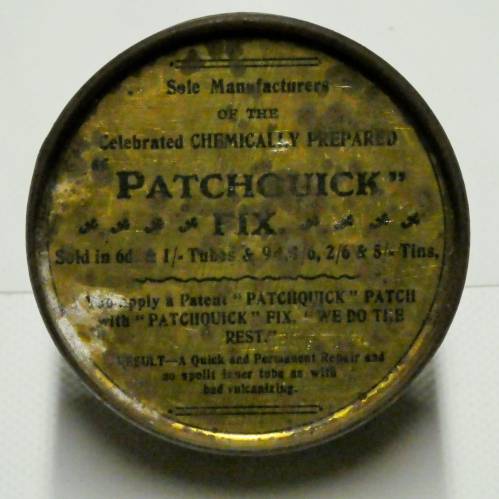 Sole Manufacturers
OF THE
Celebrated CHEMICALLY PREPARED
"PATCHQUICK"
FIX.
Sold in 6d. & 1/- Tubes & 9d, 2/6 & 5/- Tins.
apply a Patent "PATCHQUICK" PATCH
with "PATCHQUICK" FIX. "WE DO THE
REST."
RESULT—A Quick and Permanent Repair and
no spoilt inner tube as with
bad vulcanizing.